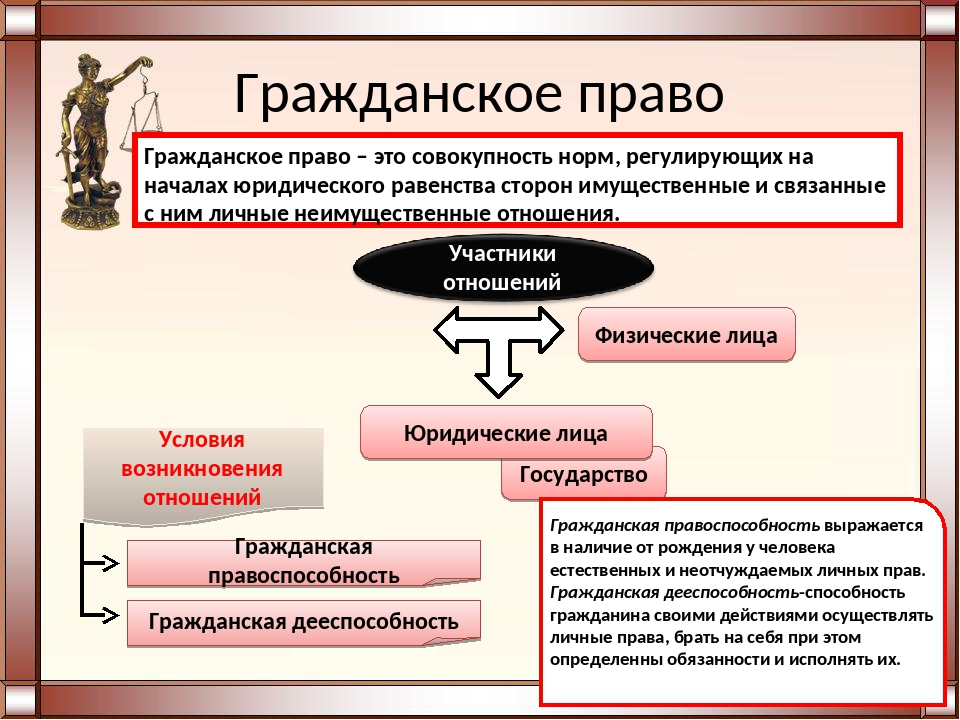 Гражданское право
Гражданское право – это совокупность норм, регулирующих на
началах юридического равенства сторон имущественные и связанные
с ним личные неимущественные отношения.
Участники
отношений
Физические лица
Юридические лица
Государство
Условия
возникновения
отношений
Гражданская
правоспособность
Гражданская дееспособность
Гражданская правоспособность выражается
в наличие от рождения у человека
естественных и неотчуждаемых личных прав.
Гражданская дееспособность-способность
гражданина своими действиями осуществлять
личные права, брать на себя при этом
определенны обязанности и исполнять их.